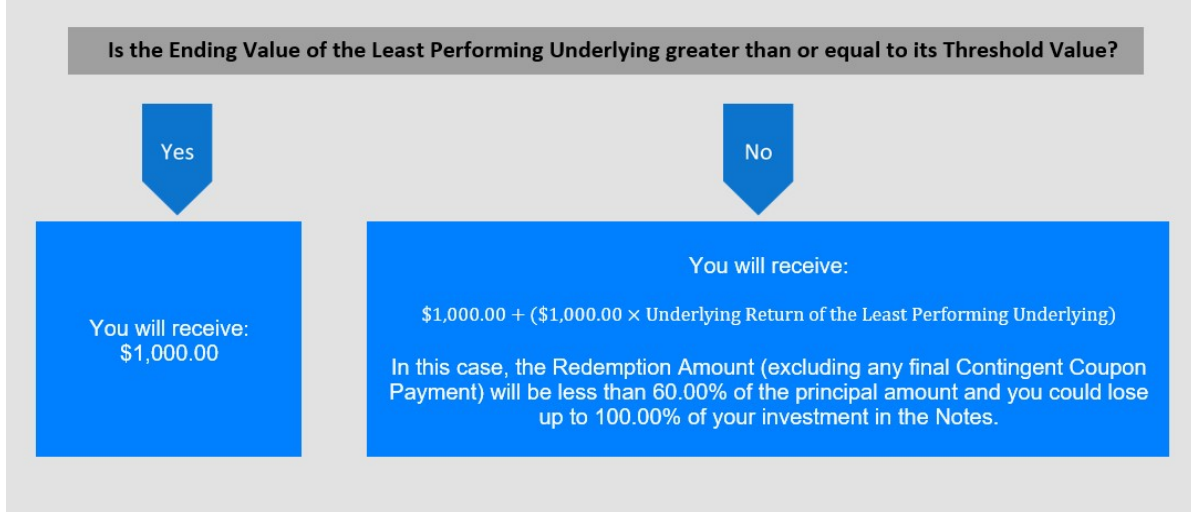 Is the Ending Value of the Least Performing Underlying greater than or equal to its Threshold Value?
Yes
No
You will receive:
$1,000.00
You will receive:
$1,000.00 + ($1,000.00 × Underlying Return of the Least Performing Underlying)
In this case, the Redemption Amount (excluding any final Contingent Coupon
Payment) will be less than 60.00% of the principal amount and you could lose
up to 100.00% of your investment in the Notes.